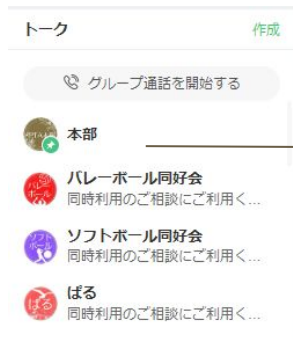 トーク 作成
グループ通話を開始する
本部
バレーボール同好会
同時利用のご相談にご利用く...
ソフトボール同好会
同時利用のご相談にご利用く...
ぱる
同時利用のご相談にご利用く...